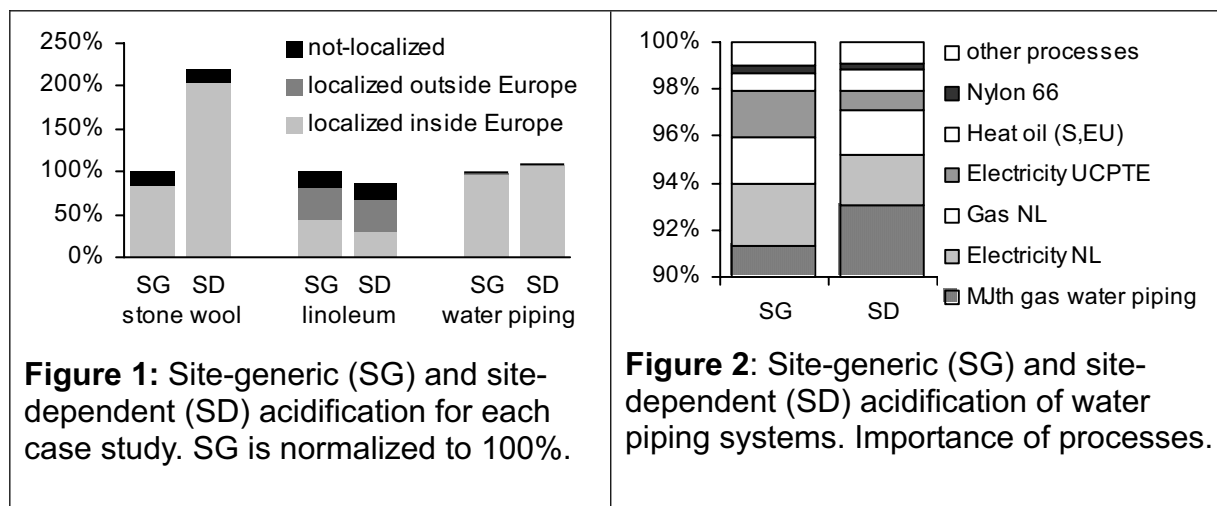 250%
200%
150%
100%
50%
0%
not-localized
localized outside Europe
localized inside Europe
SG SD SG SD SG SD
stone wool linoleum water piping
Figure 1: Site-generic (SG) and site-
dependent (SD) acidification for each
case study. SG is normalized to 100%.
100%
98%
96%
94%
92%
90%
other processes
Nylon 66
Heat oil (S,EU)
Electricity UCPTE
Gas NL
Electricity NL
MJth gas water piping
SG SD
Figure 2: Site-generic (SG) and site-
dependent (SD) acidification of water
piping systems. Importance of processes.